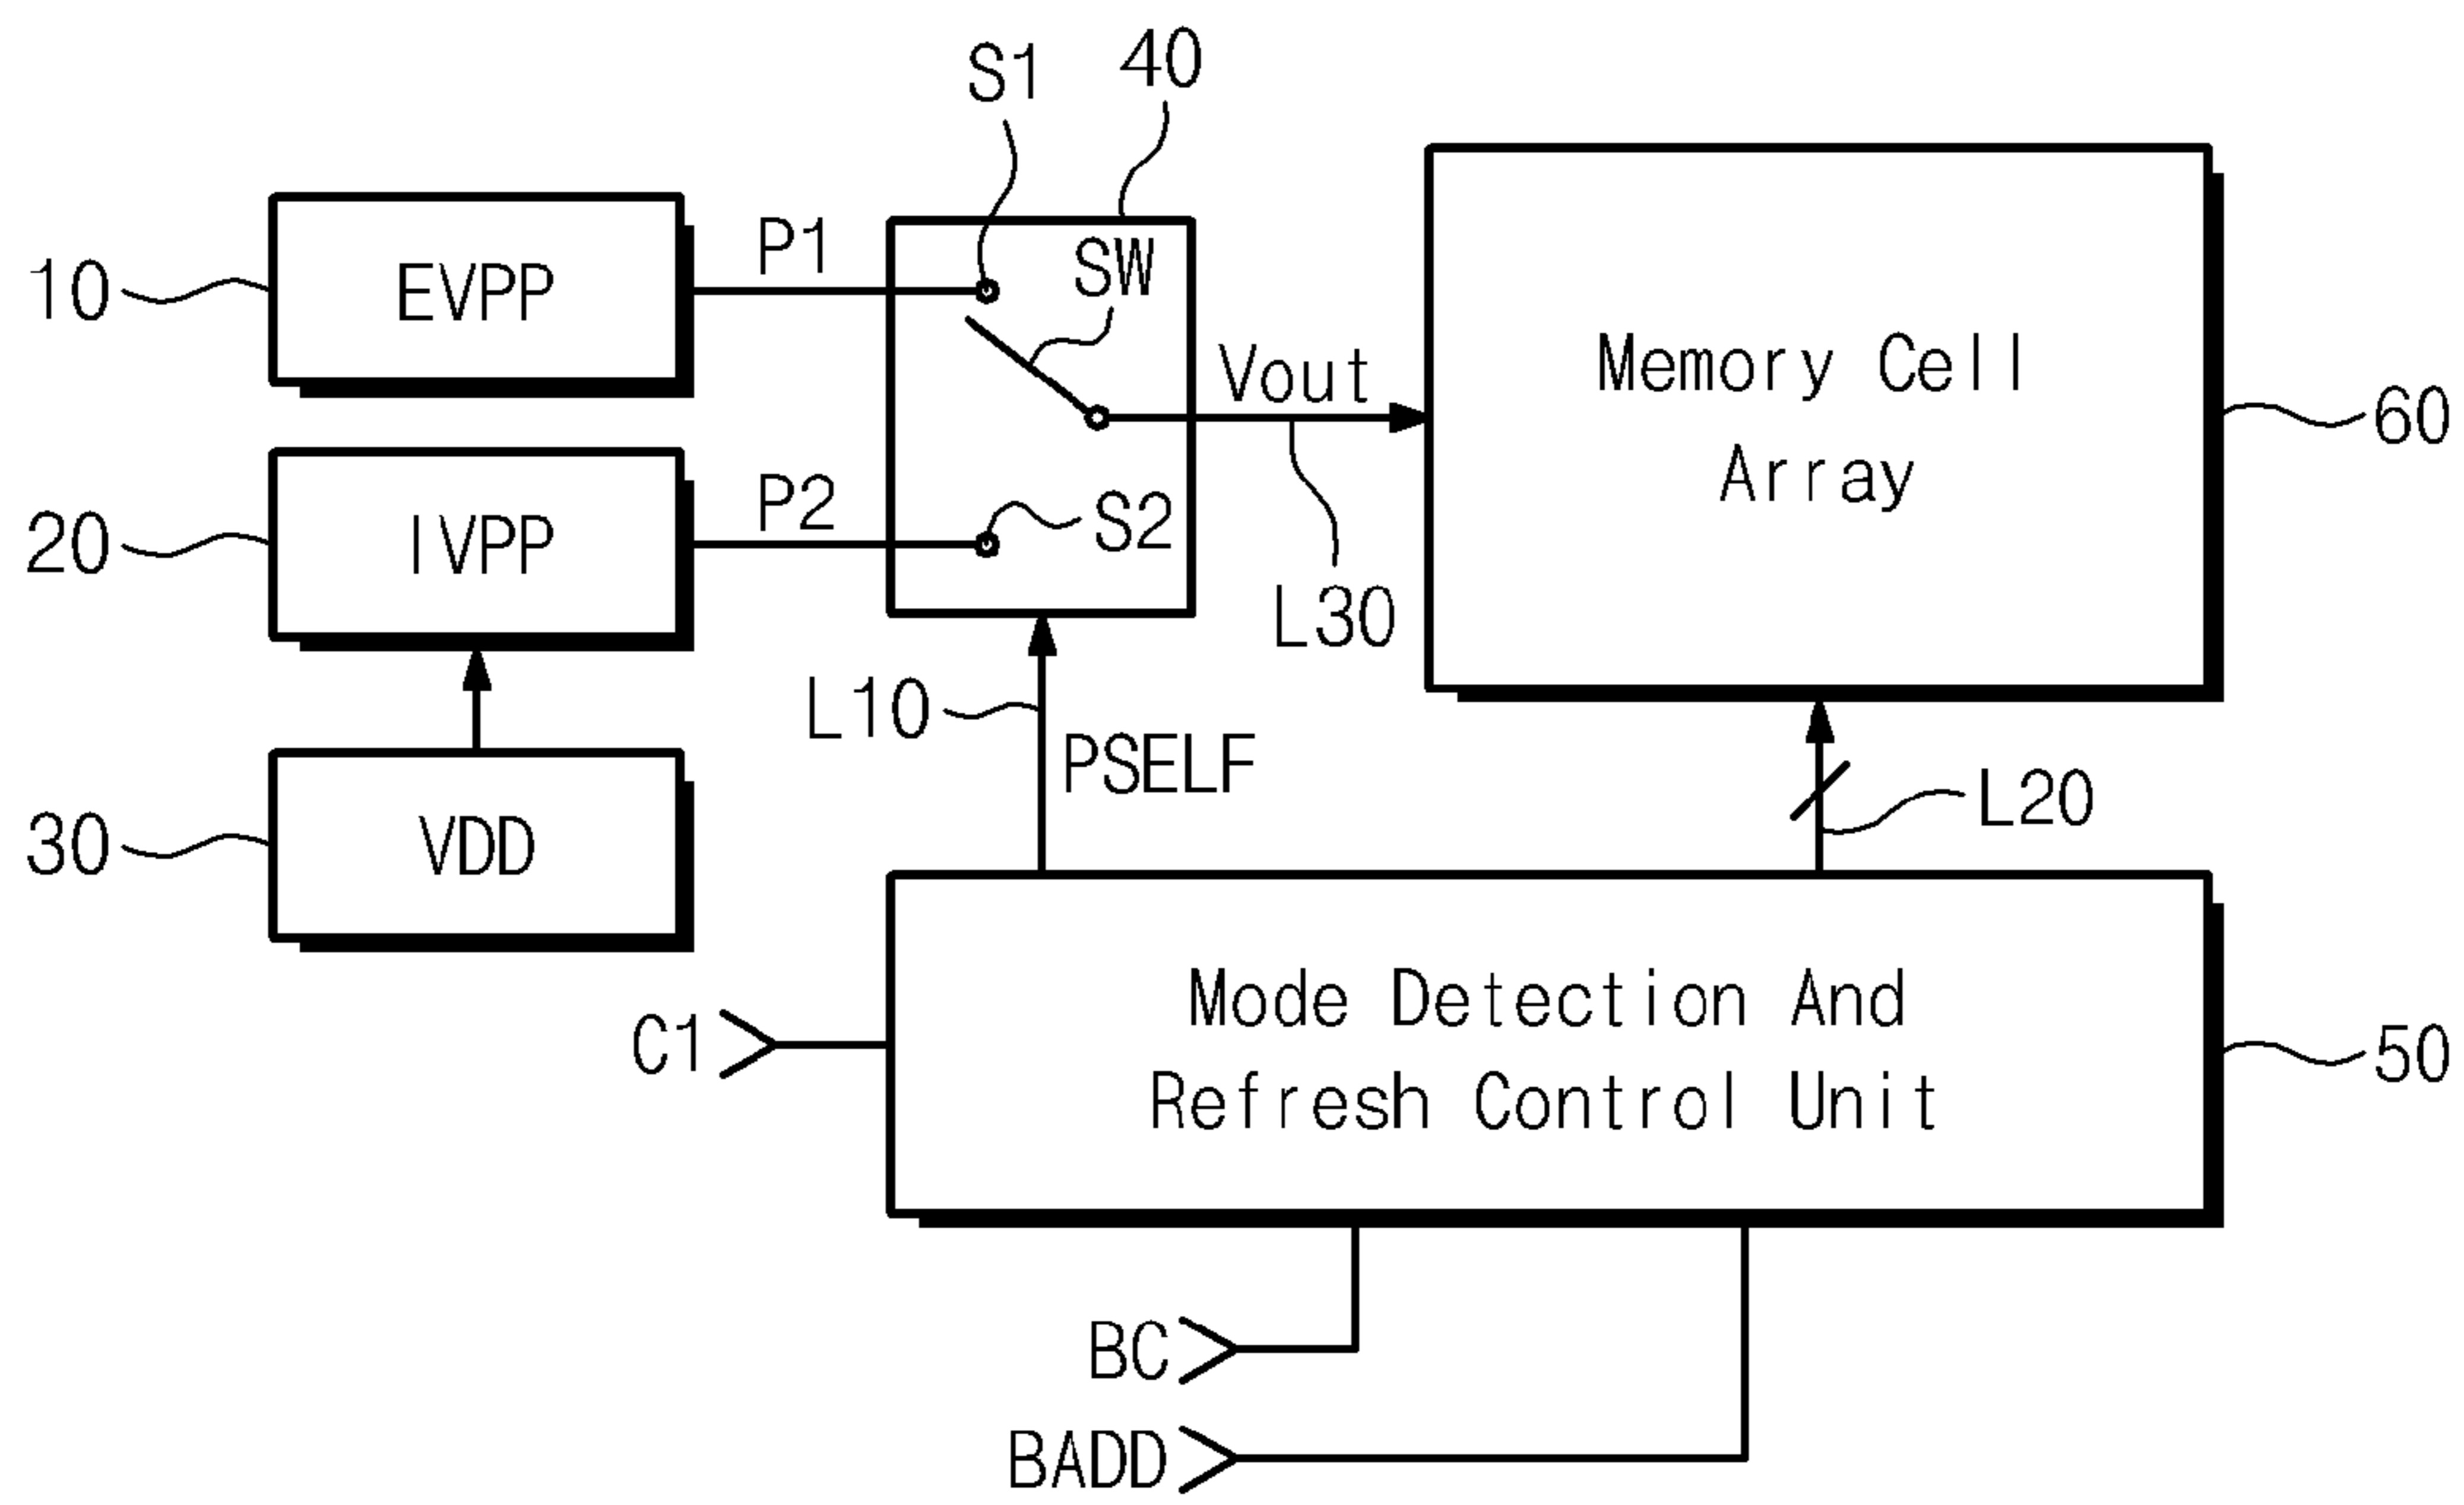 S1
40
10
EVPP
P1
SW
Vout
Memory Cell
Array
60
20
IVPP
P2
S2
L30
L10
PSELF
L20
30
VDD
C1
Mode Detection And
Refresh Control Unit
50
BC
BADD